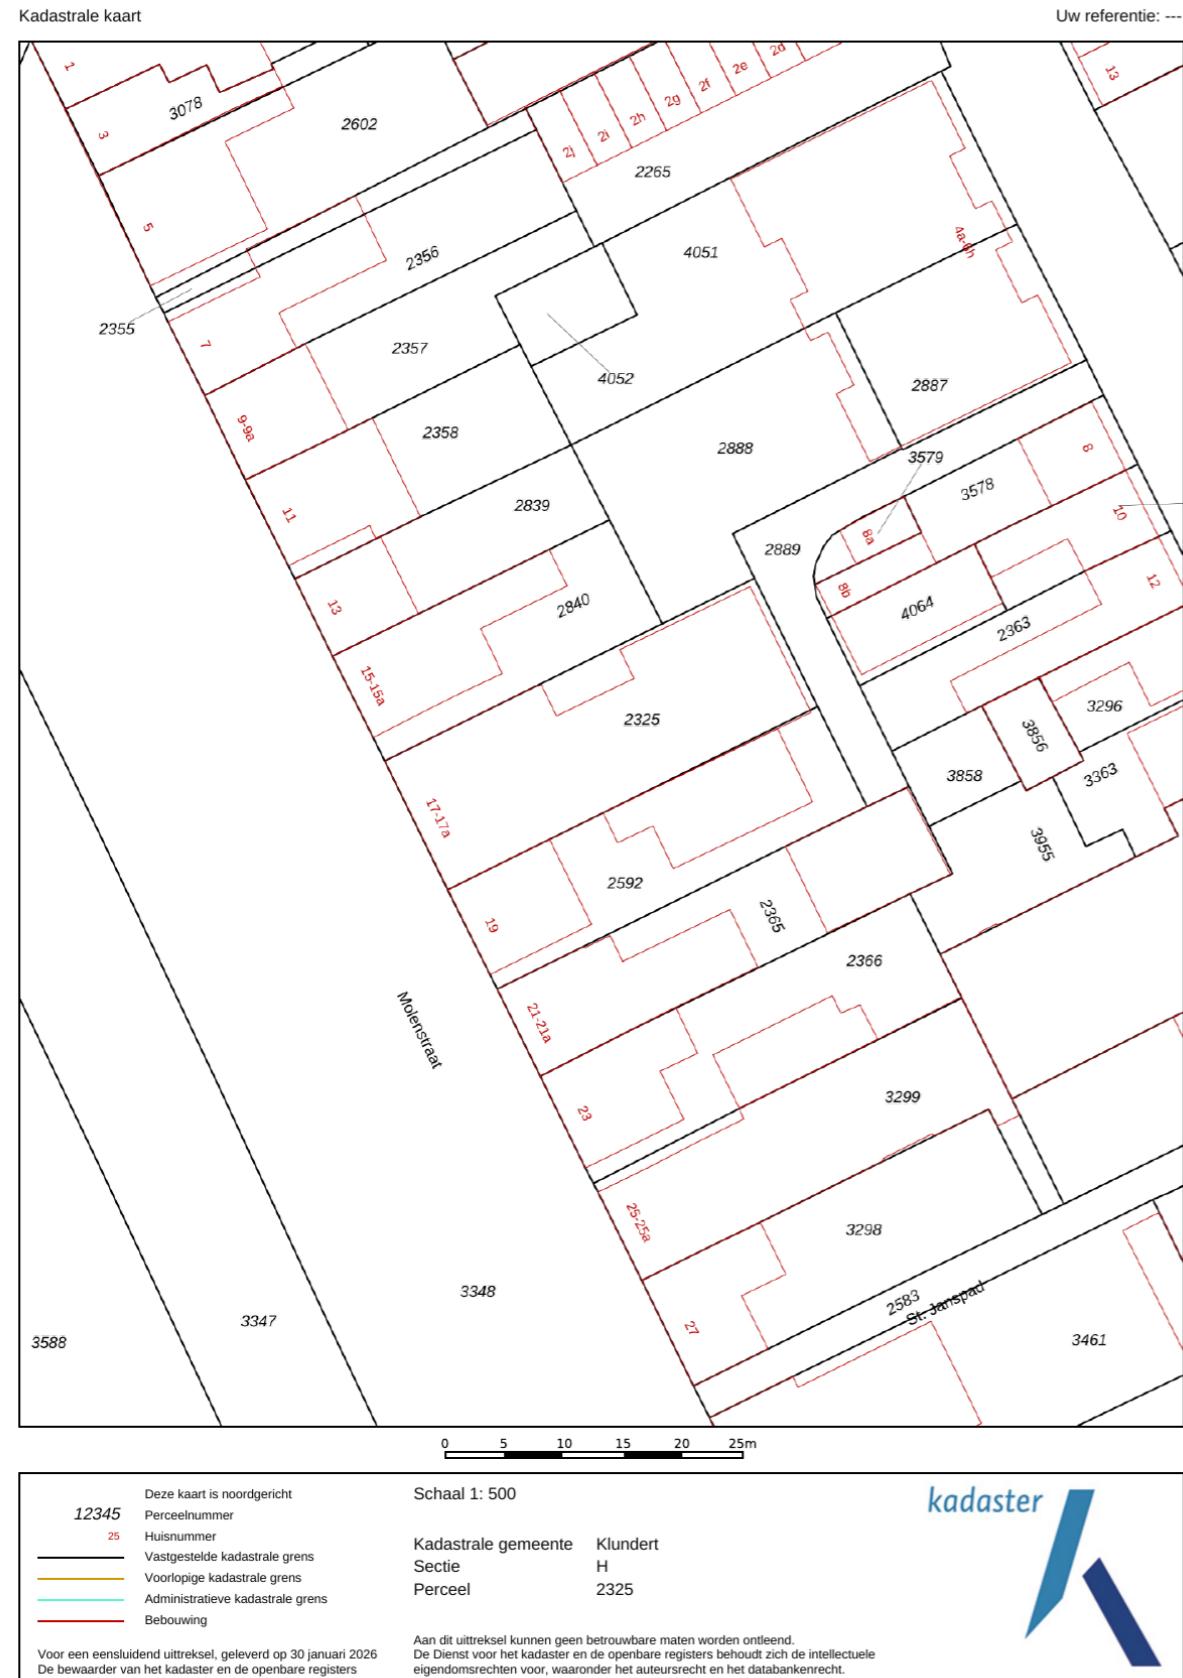 Kadastrale kaart
Uw referentie: ---
1
3078
3
2602
5
2d
2e
2f
2g
2h
2i
2j
13
2265
4a-6h
4051
2356
2355
7
2357
4052
2887
9-9a
2358
2888
3579
8
3578
10
11
2839
8a
2889
8b
12
13
2840
4064
2363
15-15a
2325
3296
3856
3858
3363
17-17a
3955
2592
2365
19
2366
21-21a
Molenstraat
23
3299
25-25a
3298
3348
2583
St. Janspad
3347
27
3588
3461
0 5 10 15 20 25m
Deze kaart is noordgericht
12345 Perceelnummer
25 Huisnummer
Vastgestelde kadastrale grens
Voorlopige kadastrale grens
Administratieve kadastrale grens
Bebouwing
Voor een eensluidend uittreksel, geleverd op 30 januari 2026
De bewaarder van het kadaster en de openbare registers
Schaal 1: 500
Kadastrale gemeente Klundert
Sectie H
Perceel 2325
Aan dit uittreksel kunnen geen betrouwbare maten worden ontleend.
De Dienst voor het kadaster en de openbare registers behoudt zich de intellectuele
eigendomsrechten voor, waaronder het auteursrecht en het databankenrecht.
kadaster